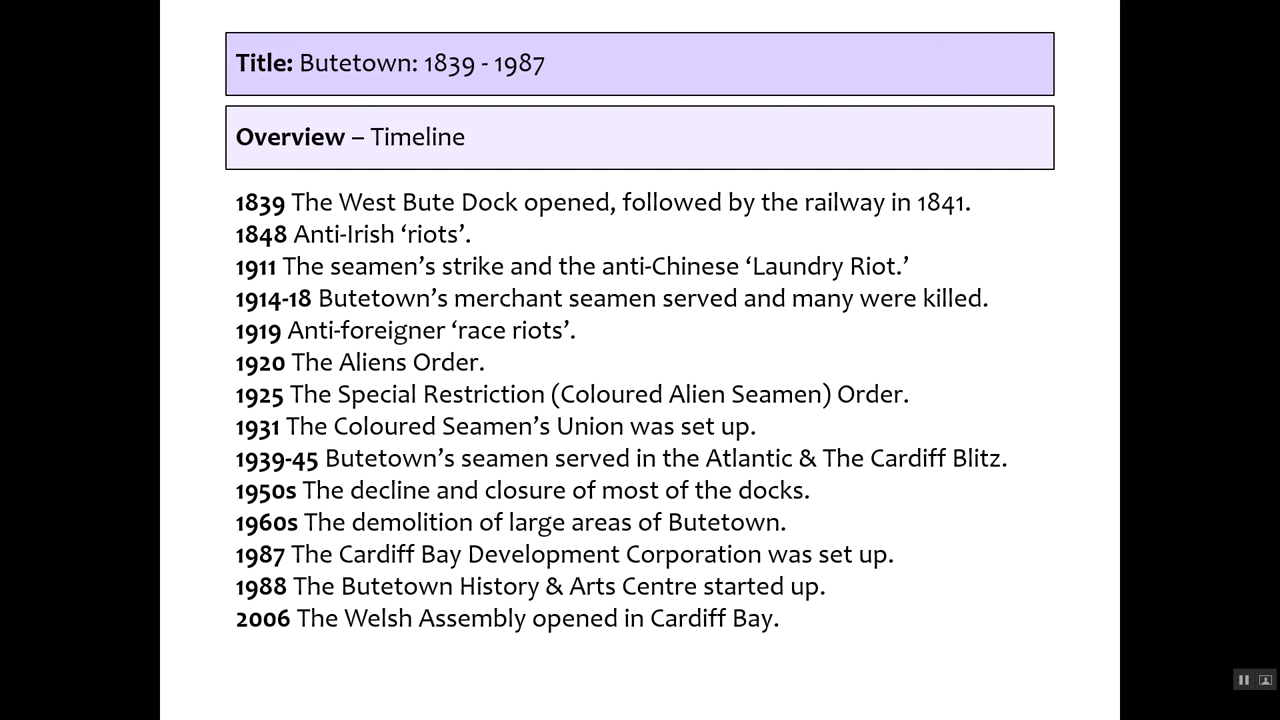 Title: Butetown: 1839 - 1987
Overview – Timeline
1839 The West Bute Dock opened, followed by the railway in 1841.
1848 Anti-Irish ‘riots’.
1911 The seamen’s strike and the anti-Chinese ‘Laundry Riot.’
1914-18 Butetown’s merchant seamen served and many were killed.
1919 Anti-foreigner ‘race riots’.
1920 The Aliens Order.
1925 The Special Restriction (Coloured Alien Seamen) Order.
1931 The Coloured Seamen’s Union was set up.
1939-45 Butetown’s seamen served in the Atlantic & The Cardiff Blitz.
1950s The decline and closure of most of the docks.
1960s The demolition of large areas of Butetown.
1987 The Cardiff Bay Development Corporation was set up.
1988 The Butetown History & Arts Centre started up.
2006 The Welsh Assembly opened in Cardiff Bay.